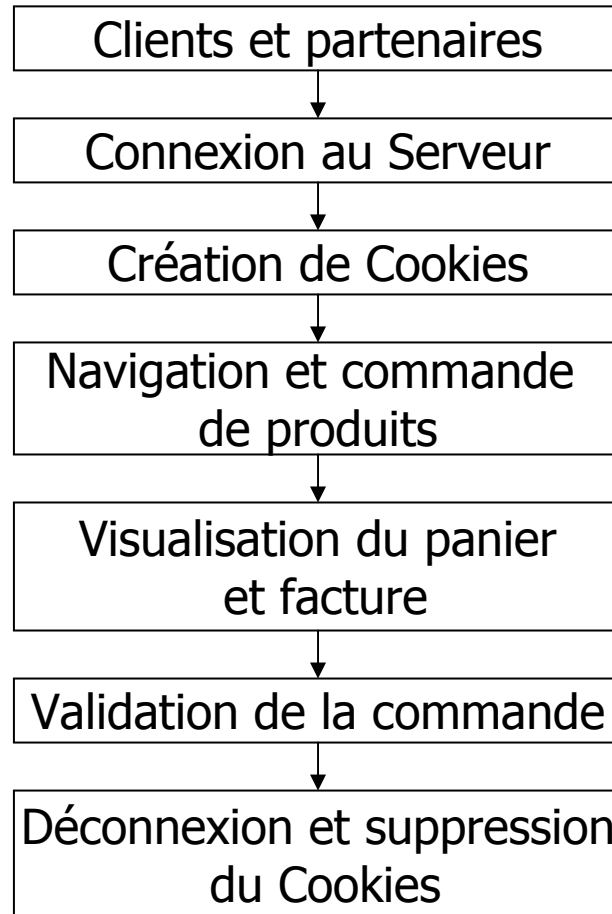 Clients et partenaires
Connexion au Serveur
Création de Cookies
Navigation et commande
de produits
Visualisation du panier
et facture
Validation de la commande
Déconnexion et suppression
du Cookies